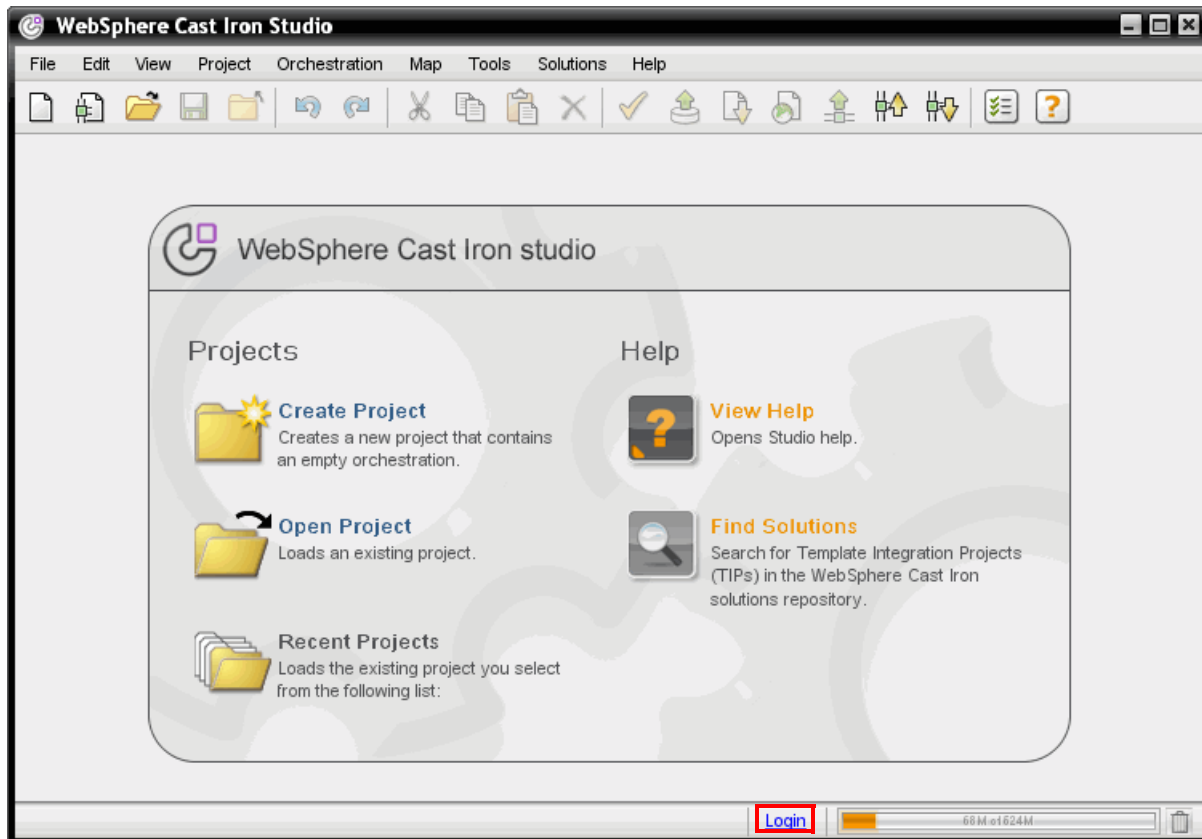 WebSphere Cast Iron Studio
File Edit View Project Orchestration Map Tools Solutions Help
WebSphere Cast Iron studio
Projects
Create Project
Creates a new project that contains
an empty orchestration.
Open Project
Loads an existing project.
Recent Projects
Loads the existing project you select
from the following list:
Help
View Help
Opens Studio help.
Find Solutions
Search for Template Integration Projects
(TIPs) in the WebSphere Cast Iron
solutions repository.
Login
68M of 624M